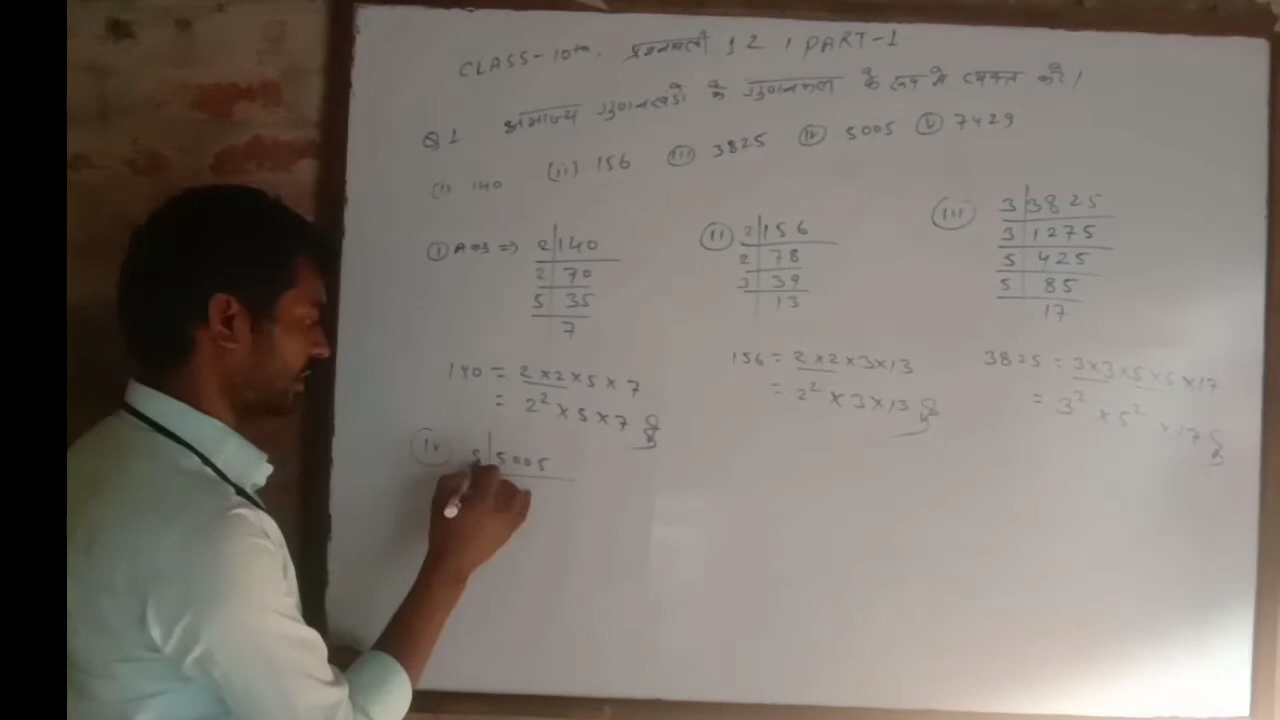 CLASS-10th, प्रश्नावली 1 2, PART-1
Q 1 अभाज्य गुणनखंडो के गुणनफल के रूप मे व्यक्त करे।
(i) 140 (ii) 156 (iii) 3825 (iv) 5005 (v) 7429
(i) Ans => 2|140
2|70
5|35
7
140 = 2×2×5×7
= 2²×5×7
(ii) 2|156
2|78
3|39
13
156 = 2×2×3×13
= 2²×3×13
(iii) 3|3825
3|1275
5|425
5|85
17
3825 = 3×3×5×5×17
= 3²×5²×17
(iv) 5|5005